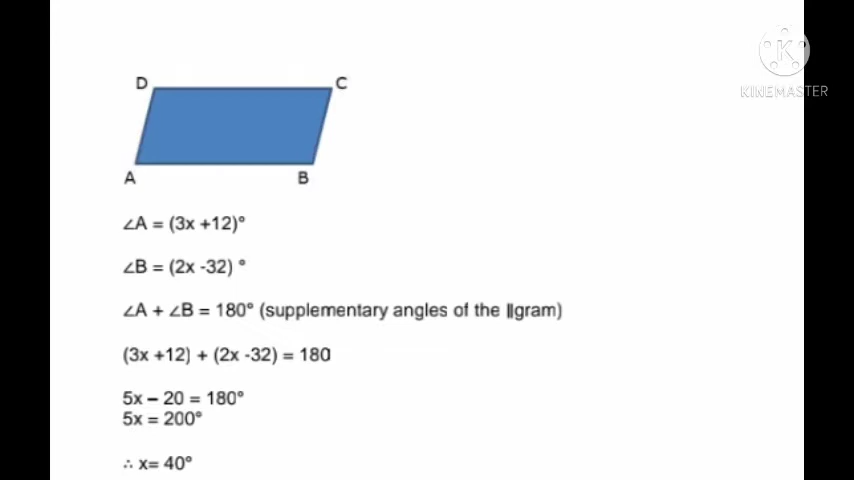 K
KINEMASTER
D
C
A
B
∠A = (3x +12)°
∠B = (2x -32) °
∠A + ∠B = 180° (supplementary angles of the ‖gram)
(3x +12) + (2x -32) = 180
5x – 20 = 180°
5x = 200°
∴ x= 40°